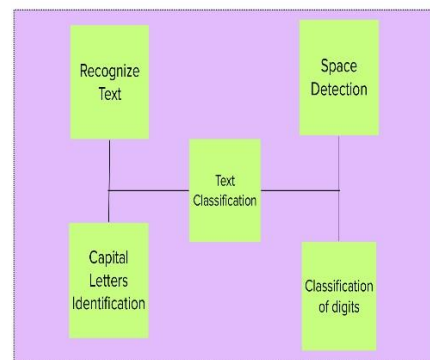 Recognize
Text
Space
Detection
Text
Classification
Capital
Letters
Identification
Classification
of digits